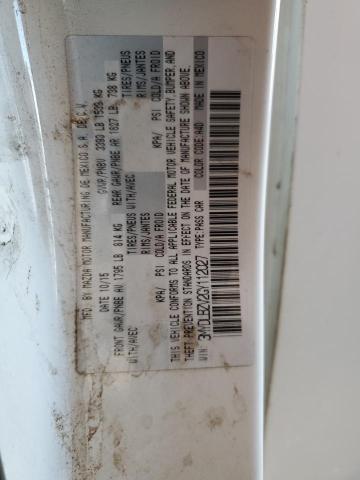 MFD. BY MAZDA MOTOR MANUFACTURING DE MEXICO S.A. DE C.V.
DATE 10/15 GVWR/PNBV 3380 LB 1533 KG
FRONT GAWR/PNBE AV 1795 LB 814 KG REAR GAWR/PNBE AR 1627 LB 738 KG
WITH/AVEC TIRES/PNEUS WITH/AVEC TIRES/PNEUS
RIMS/JANTES RIMS/JANTES
KPA/ PSI COLD/A FROID KPA/ PSI COLD/A FROID
THIS VEHICLE CONFORMS TO ALL APPLICABLE FEDERAL MOTOR VEHICLE SAFETY, BUMPER, AND
THEFT PREVENTION STANDARDS IN EFFECT ON THE DATE OF MANUFACTURE SHOWN ABOVE.
VIN: 3MYDLBZV2GY112027 TYPE: PASS CAR COLOR CODE: A4D MADE IN MEXICO